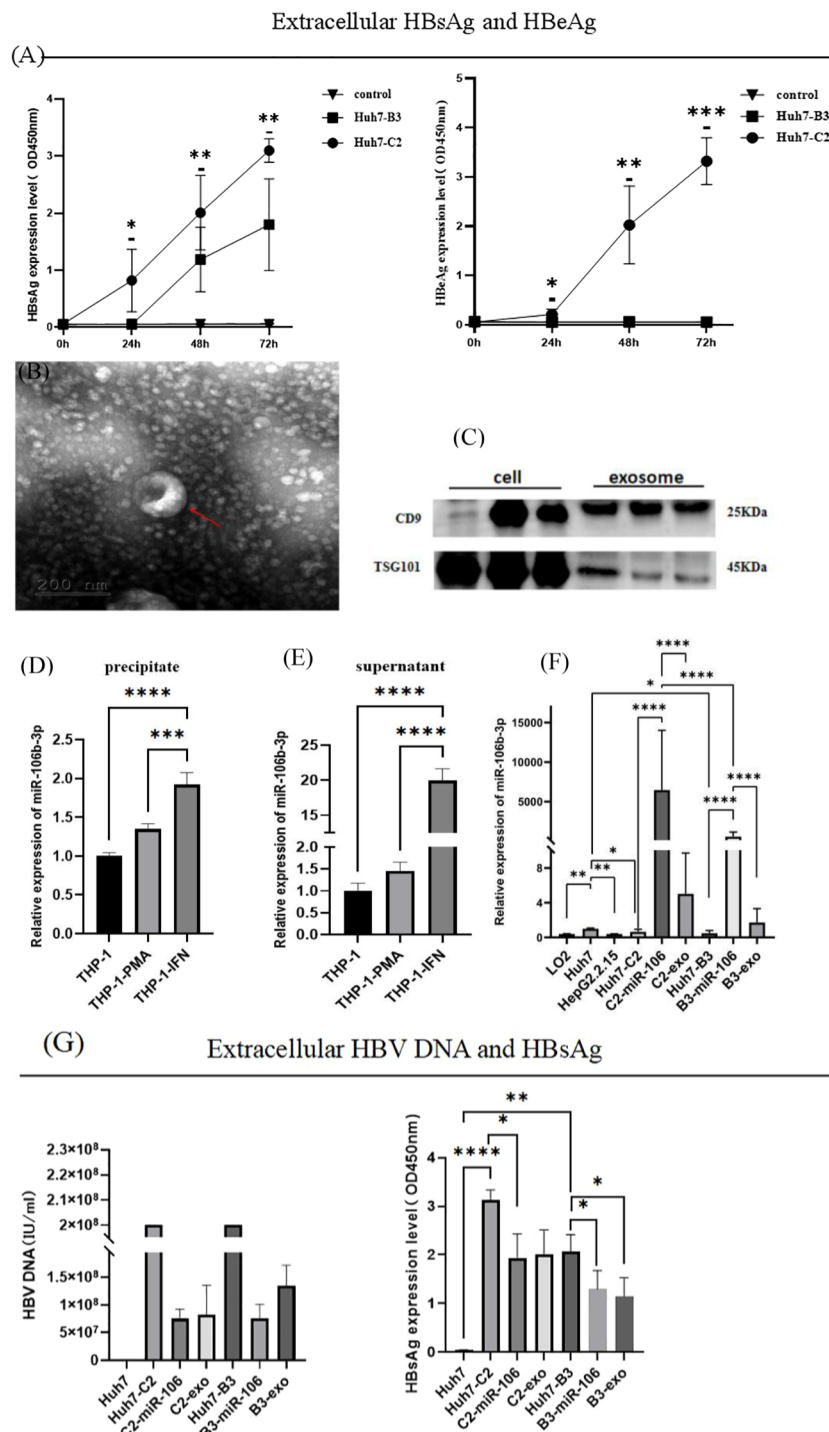 Extracellular HBsAg and HBeAg
(A)
HBsAg expression level ( OD450nm)
4
3
2
1
0
0h 24h 48h 72h
* ** **
control
Huh7-B3
Huh7-C2
HBeAg expression level ( OD450nm)
5
4
3
2
1
0
0h 24h 48h 72h
* ** ***
control
Huh7-B3
Huh7-C2
(B)
200 nm
(C)
cell exosome
CD9 25KDa
TSG101 45KDa
(D)
precipitate
****
***
Relative expression of miR-106b-3p
2.5
2.0
1.5
1.0
0.5
0.0
THP-1 THP-1-PMA THP-1-IFN
(E)
supernatant
****
****
Relative expression of miR-106b-3p
25
20
15
2.0
1.5
1.0
0.5
0.0
THP-1 THP-1-PMA THP-1-IFN
(F)
****
* ****
****
****
****
*
** **
Relative expression of miR-106b-3p
15000
10000
5000
8
4
0
LO2 Huh7 HepG2.2.15 Huh7-C2 C2-miR-106 C2-exo Huh7-B3 B3-miR-106 B3-exo
(G)
Extracellular HBV DNA and HBsAg
HBV DNA(IU/ml)
2.3×10⁸
2.2×10⁸
2.1×10⁸
2×10⁸
1.5×10⁸
1×10⁸
5×10⁷
0
Huh7 Huh7-C2 C2-miR-106 C2-exo Huh7-B3 B3-miR-106 B3-exo
**
*
****
*
*
HBsAg expression level ( OD450nm)
4
3
2
1
0
Huh7 Huh7-C2 C2-miR-106 C2-exo Huh7-B3 B3-miR-106 B3-exo